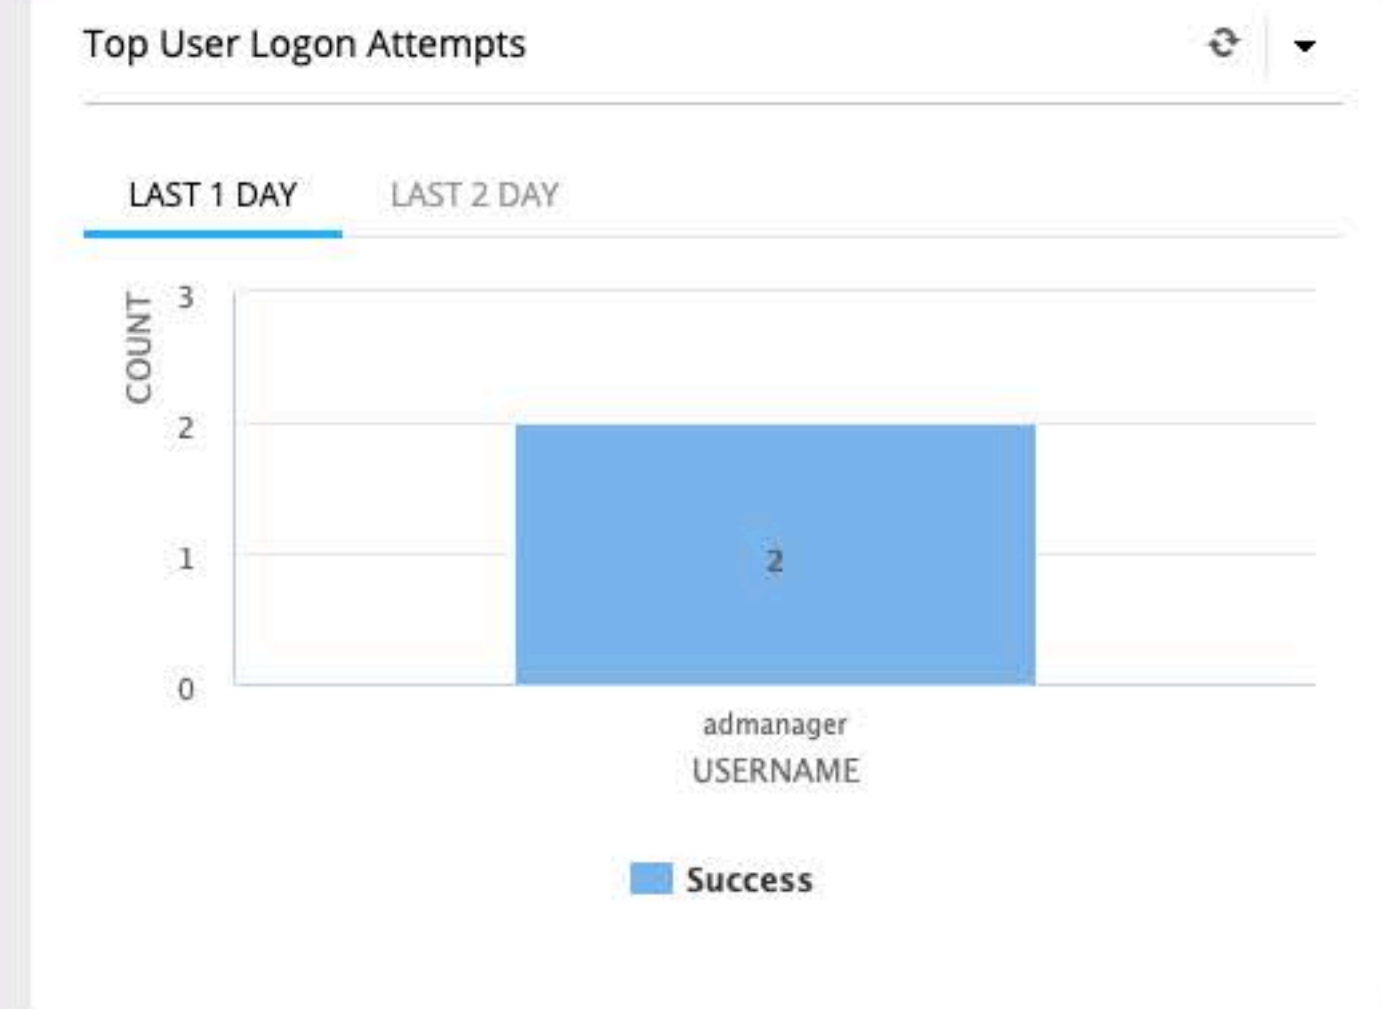 Top User Logon Attempts
LAST 1 DAY LAST 2 DAY
COUNT
3
2
1
0
2
admanager
USERNAME
Success